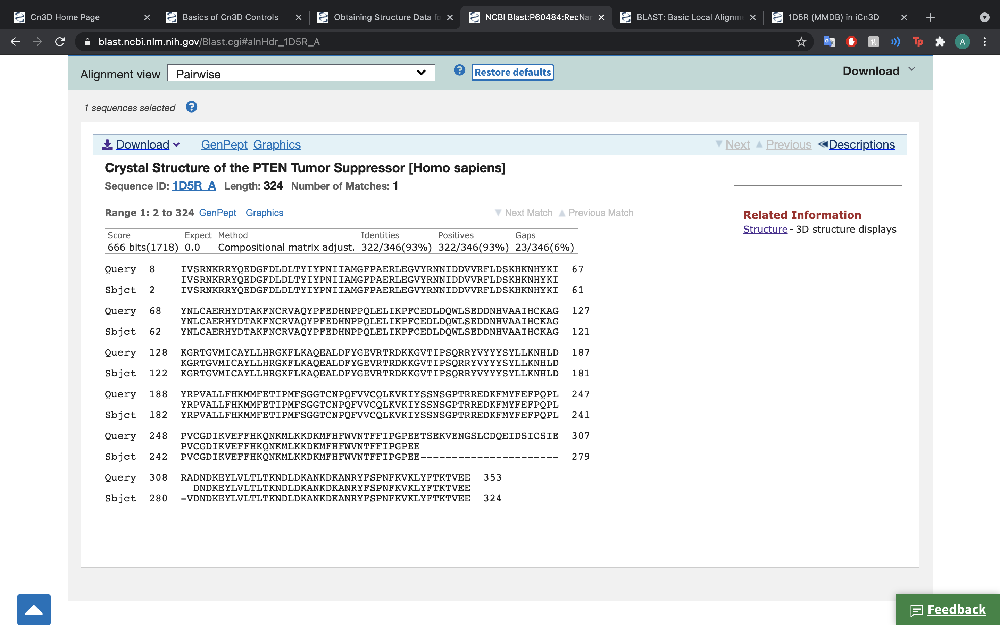 Cn3D Home Page
Basics of Cn3D Controls
Obtaining Structure Data fo
NCBI Blast:P60484:RecNar
BLAST: Basic Local Alignme
1D5R (MMDB) in iCn3D
blast.ncbi.nlm.nih.gov/Blast.cgi#alnHdr_1D5R_A
A
Alignment view Pairwise ? Restore defaults Download
1 sequences selected ?
Download GenPept Graphics Next Previous Descriptions
Crystal Structure of the PTEN Tumor Suppressor [Homo sapiens]
Sequence ID: 1D5R_A Length: 324 Number of Matches: 1
Range 1: 2 to 324 GenPept Graphics Next Match Previous Match
Related Information
Structure - 3D structure displays
Score Expect Method Identities Positives Gaps
666 bits(1718) 0.0 Compositional matrix adjust. 322/346(93%) 322/346(93%) 23/346(6%)
Query 8 IVSRNKRRYQEDGFDLDLTYIYPNIIAMGFPAERLEGVYRNNIDDVVRFLDSKHKNHYKI 67
IVSRNKRRYQEDGFDLDLTYIYPNIIAMGFPAERLEGVYRNNIDDVVRFLDSKHKNHYKI
Sbjct 2 IVSRNKRRYQEDGFDLDLTYIYPNIIAMGFPAERLEGVYRNNIDDVVRFLDSKHKNHYKI 61
Query 68 YNLCAERHYDTAKFNCRVAQYPFEDHNPPQLELIKPFCEDLDQWLSEDDNHVAAIHCKAG 127
YNLCAERHYDTAKFNCRVAQYPFEDHNPPQLELIKPFCEDLDQWLSEDDNHVAAIHCKAG
Sbjct 62 YNLCAERHYDTAKFNCRVAQYPFEDHNPPQLELIKPFCEDLDQWLSEDDNHVAAIHCKAG 121
Query 128 KGRTGVMICAYLLHRGKFLKAQEALDFYGEVRTRDKKGVTIPSQRRYVYYYSYLLKNHLD 187
KGRTGVMICAYLLHRGKFLKAQEALDFYGEVRTRDKKGVTIPSQRRYVYYYSYLLKNHLD
Sbjct 122 KGRTGVMICAYLLHRGKFLKAQEALDFYGEVRTRDKKGVTIPSQRRYVYYYSYLLKNHLD 181
Query 188 YRPVALLFHKMMFETIPMFSGGTCNPQFVVCQLKVKIYSSNSGPTRREDKFMYFEFPQPL 247
YRPVALLFHKMMFETIPMFSGGTCNPQFVVCQLKVKIYSSNSGPTRREDKFMYFEFPQPL
Sbjct 182 YRPVALLFHKMMFETIPMFSGGTCNPQFVVCQLKVKIYSSNSGPTRREDKFMYFEFPQPL 241
Query 248 PVCGDIKVEFFHKQNKMLKKDKMFHFWVNTFFIPGPEETSEKVENGSLCDQEIDSICSIE 307
PVCGDIKVEFFHKQNKMLKKDKMFHFWVNTFFIPGPEE
Sbjct 242 PVCGDIKVEFFHKQNKMLKKDKMFHFWVNTFFIPGPEE---------------------- 279
Query 308 RADNDKEYLVLTLTKNDLDKANKDKANRYFSPNFKVKLYFTKTVEE 353
DNDKEYLVLTLTKNDLDKANKDKANRYFSPNFKVKLYFTKTVEE
Sbjct 280 -VDNDKEYLVLTLTKNDLDKANKDKANRYFSPNFKVKLYFTKTVEE 324
Feedback